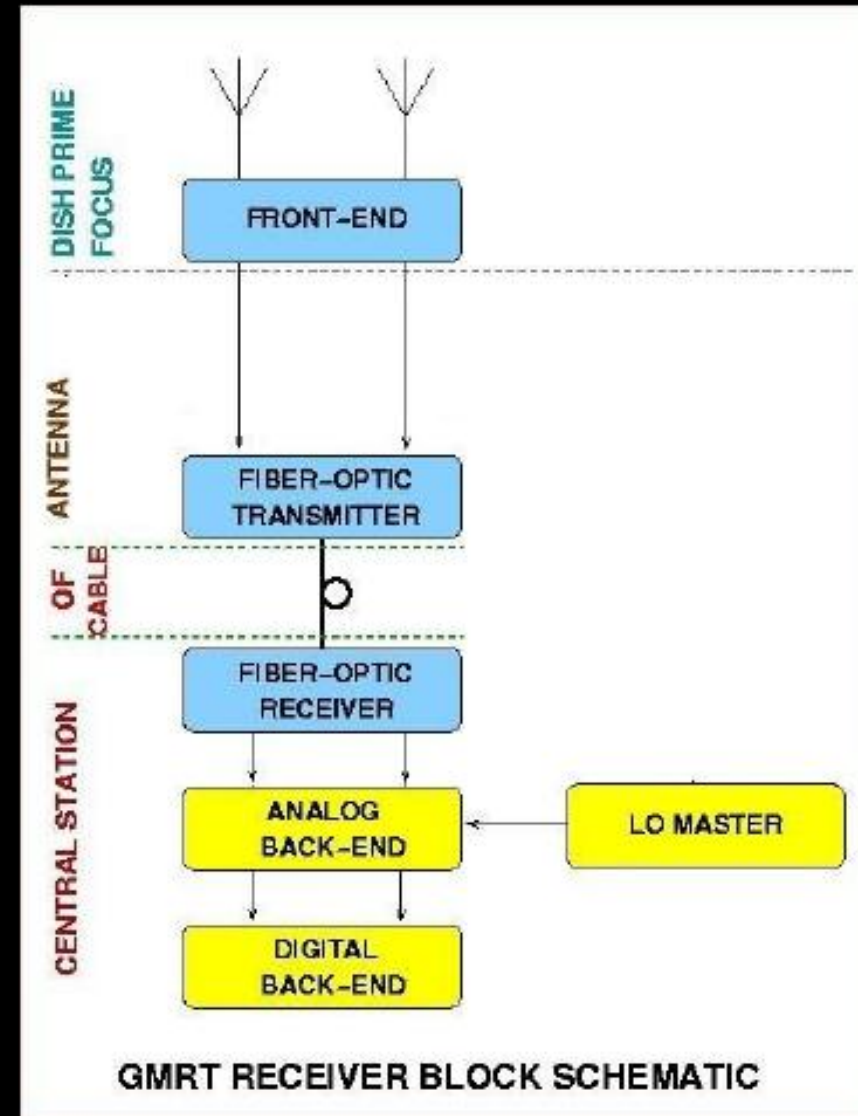 DISH PRIME
FOCUS
FRONT-END
ANTENNA
FIBER-OPTIC
TRANSMITTER
OF
CABLE
FIBER-OPTIC
RECEIVER
CENTRAL STATION
ANALOG
BACK-END
LO MASTER
DIGITAL
BACK-END
GMRT RECEIVER BLOCK SCHEMATIC